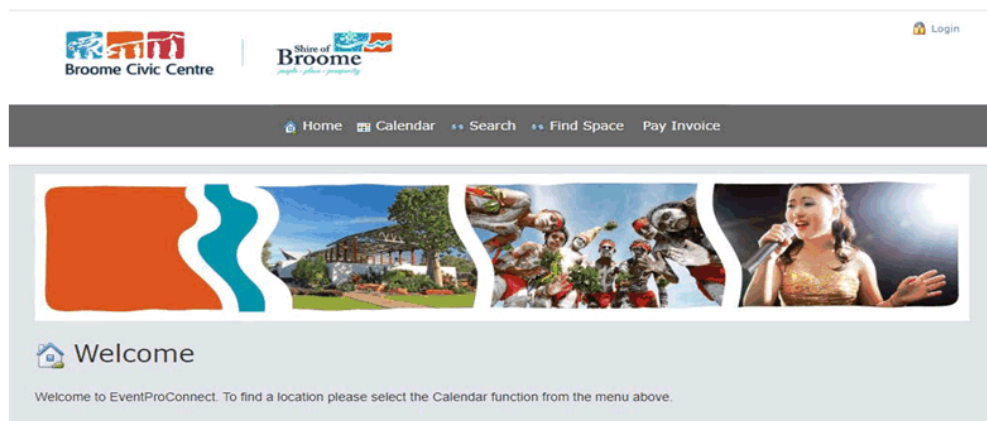 Login
Broome Civic Centre
Shire of
Broome
people - place - prosperity
Home Calendar Search Find Space Pay Invoice
Welcome
Welcome to EventProConnect. To find a location please select the Calendar function from the menu above.